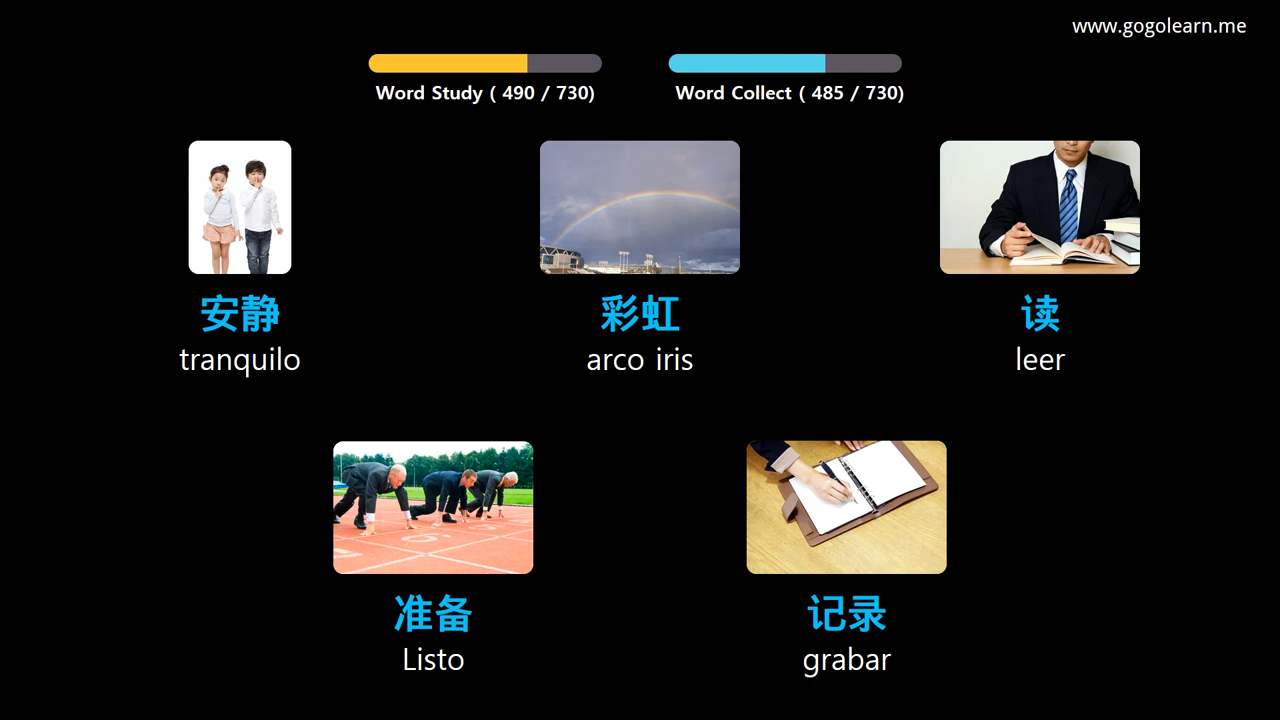 www.gogolearn.me
Word Study ( 490 / 730)
Word Collect ( 485 / 730)
安静
tranquilo
彩虹
arco iris
读
leer
准备
Listo
记录
grabar